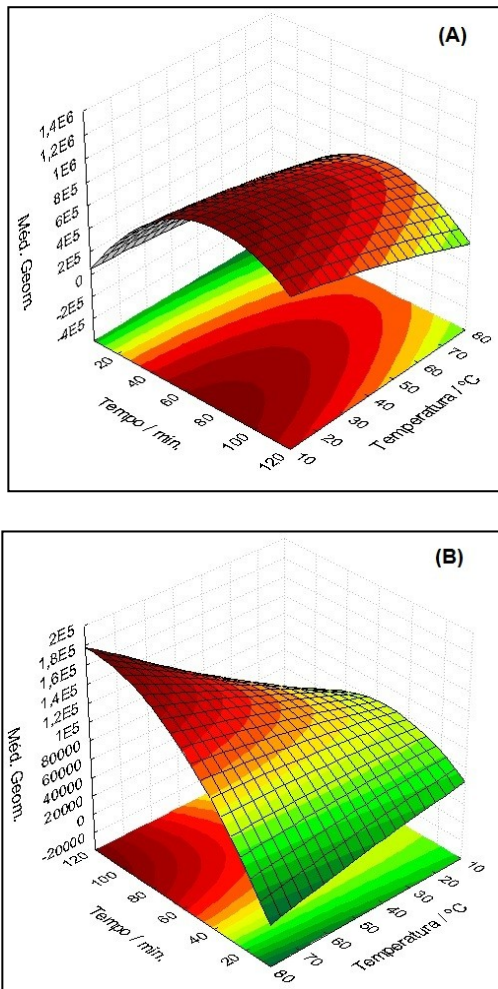 (A)
1,4E6
1,2E6
1E6
8E5
6E5
4E5
2E5
0
-2E5
-4E5
Méd. Geom.
20
40
60
80
100
120
Tempo / min.
10
20
30
40
50
60
70
80
Temperatura / ºC
(B)
2E5
1,8E5
1,6E5
1,4E5
1,2E5
1E5
80000
60000
40000
20000
0
-20000
Méd. Geom.
120
100
80
60
40
20
Tempo / min.
80
70
60
50
40
30
20
10
Temperatura / ºC